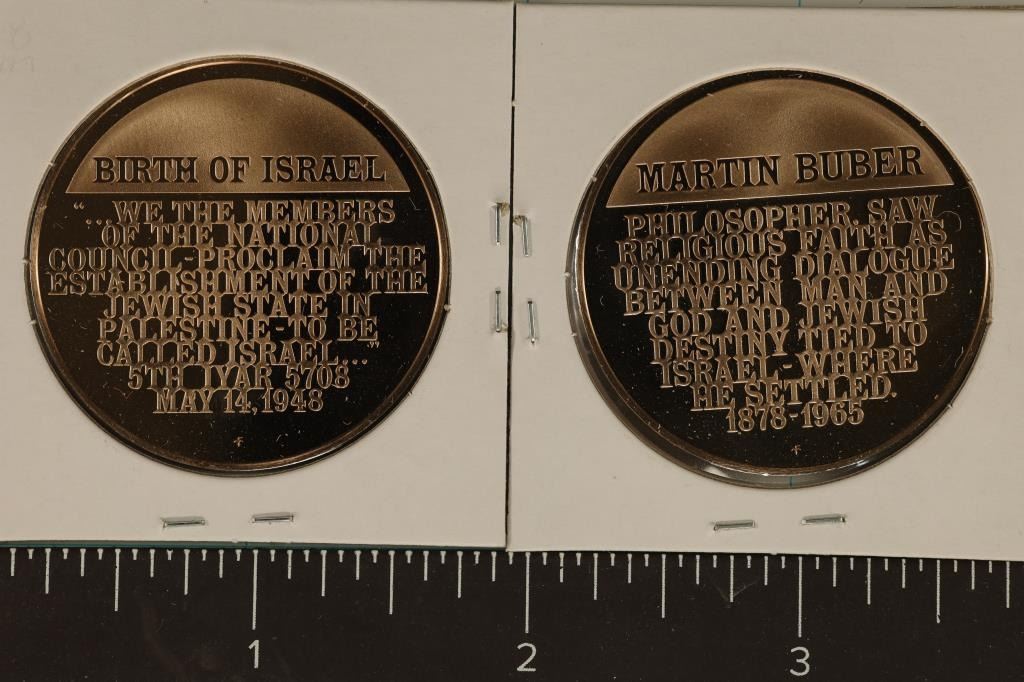 BIRTH OF ISRAEL
“...WE THE MEMBERS
OF THE NATIONAL
COUNCIL-PROCLAIM THE
ESTABLISHMENT OF THE
JEWISH STATE IN
PALESTINE-TO BE
CALLED ISRAEL...”
5TH IYAR 5708
MAY 14, 1948
MARTIN BUBER
PHILOSOPHER. SAW
RELIGIOUS FAITH AS
UNENDING DIALOGUE
BETWEEN MAN AND
GOD AND JEWISH
DESTINY TIED TO
ISRAEL-WHERE
HE SETTLED.
1878-1965
1
2
3